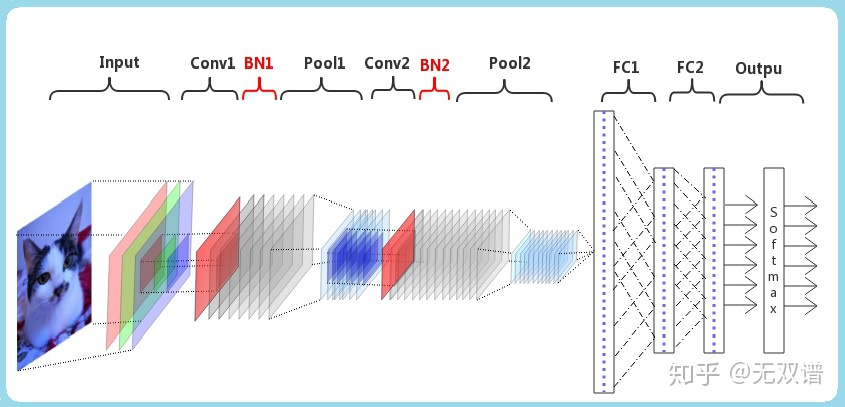 Input
Conv1
BN1
Pool1
Conv2
BN2
Pool2
FC1
FC2
Outpu
Softmax
知乎 @无双谱